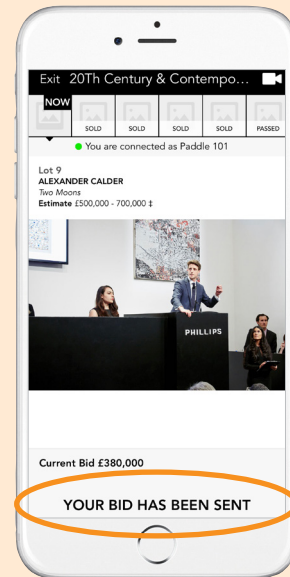 Exit 20Th Century & Contempo...
NOW SOLD SOLD SOLD SOLD PASSED
You are connected as Paddle 101
Lot 9
ALEXANDER CALDER
Two Moons
Estimate £500,000 - 700,000 ‡
PHILLIPS
Current Bid £380,000
YOUR BID HAS BEEN SENT